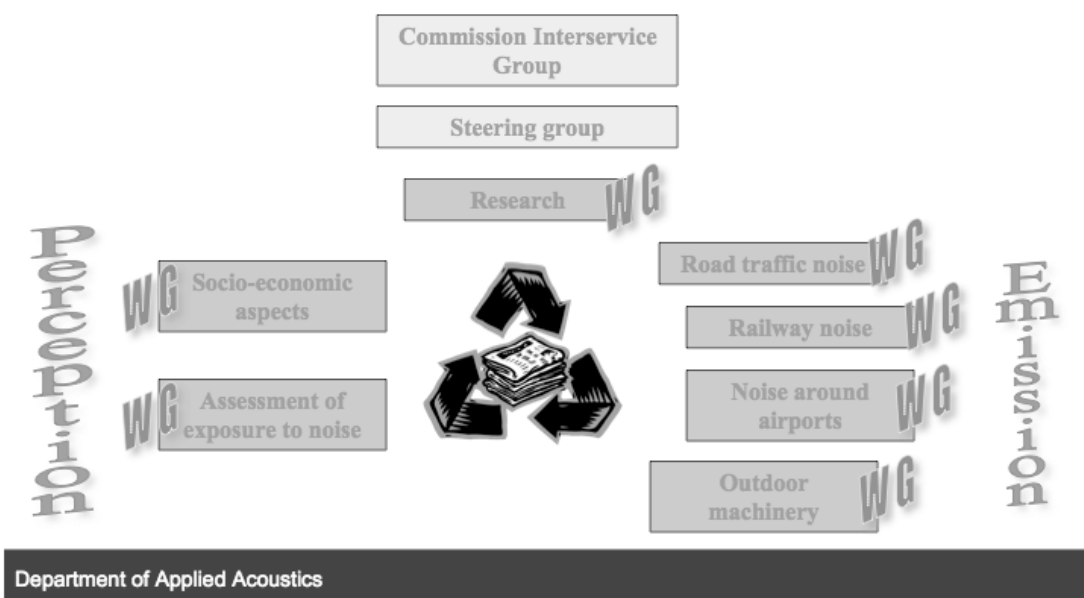 Commission Interservice
Group
Steering group
Research
WG
Perception
WG
Socio-economic
aspects
WG
Assessment of
exposure to noise
Road traffic noise
WG
Railway noise
WG
Noise around
airports
WG
Outdoor
machinery
WG
Emission
Department of Applied Acoustics